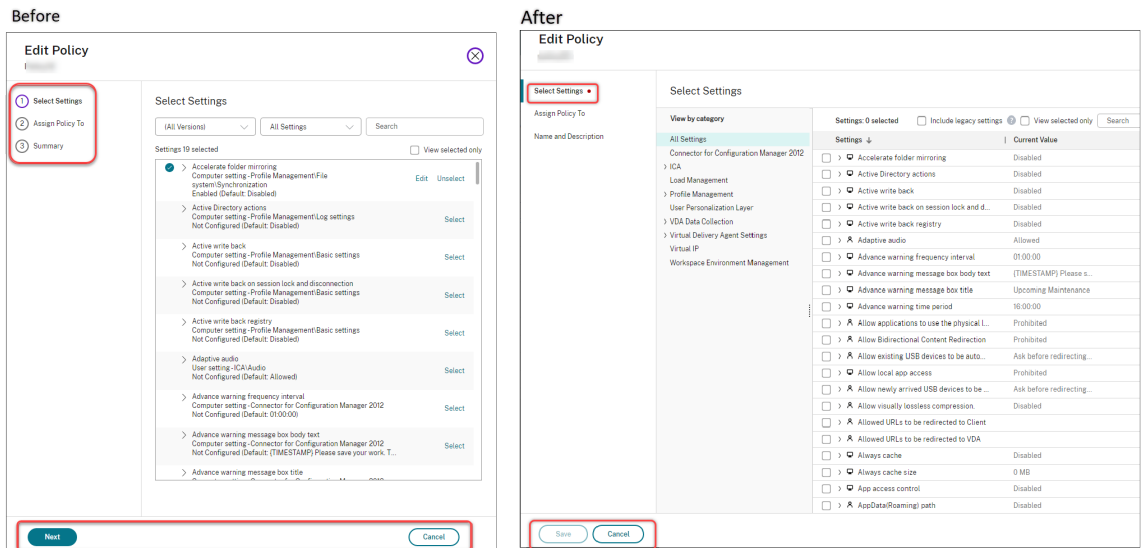 Before
Edit Policy
1 Select Settings
2 Assign Policy To
3 Summary
Select Settings
(All Versions)
All Settings
Search
Settings 19 selected
View selected only
Accelerate folder mirroring
Computer setting - Profile Management\File
system\Synchronization
Enabled (Default: Disabled)
Edit Unselect
Active Directory actions
Computer setting - Profile Management\Log settings
Not Configured (Default: Disabled)
Select
Active write back
Computer setting - Profile Management\Basic settings
Not Configured (Default: Disabled)
Select
Active write back on session lock and disconnection
Computer setting - Profile Management\Basic settings
Not Configured (Default: Disabled)
Select
Active write back registry
Computer setting - Profile Management\Basic settings
Not Configured (Default: Disabled)
Select
Adaptive audio
User setting - ICA\Audio
Not Configured (Default: Allowed)
Select
Advance warning frequency interval
Computer setting - Connector for Configuration Manager 2012
Not Configured (Default: 01:00:00)
Select
Advance warning message box body text
Computer setting - Connector for Configuration Manager 2012
Not Configured (Default: {TIMESTAMP} Please save your work. T...
Select
Advance warning message box title
Next
Cancel
After
Edit Policy
Select Settings
Assign Policy To
Name and Description
Select Settings
View by category
All Settings
Connector for Configuration Manager 2012
ICA
Load Management
Profile Management
User Personalization Layer
VDA Data Collection
Virtual Delivery Agent Settings
Virtual IP
Workspace Environment Management
Settings: 0 selected
Include legacy settings
View selected only
Search
Settings ↓ Current Value
Accelerate folder mirroring Disabled
Active Directory actions Disabled
Active write back Disabled
Active write back on session lock and d... Disabled
Active write back registry Disabled
Adaptive audio Allowed
Advance warning frequency interval 01:00:00
Advance warning message box body text {TIMESTAMP} Please s...
Advance warning message box title Upcoming Maintenance
Advance warning time period 16:00:00
Allow applications to use the physical l... Prohibited
Allow Bidirectional Content Redirection Prohibited
Allow existing USB devices to be auto... Ask before redirecting...
Allow local app access Prohibited
Allow newly arrived USB devices to be ... Ask before redirecting...
Allow visually lossless compression. Disabled
Allowed URLs to be redirected to Client
Allowed URLs to be redirected to VDA
Always cache Disabled
Always cache size 0 MB
App access control Disabled
AppData(Roaming) path Disabled
Save
Cancel